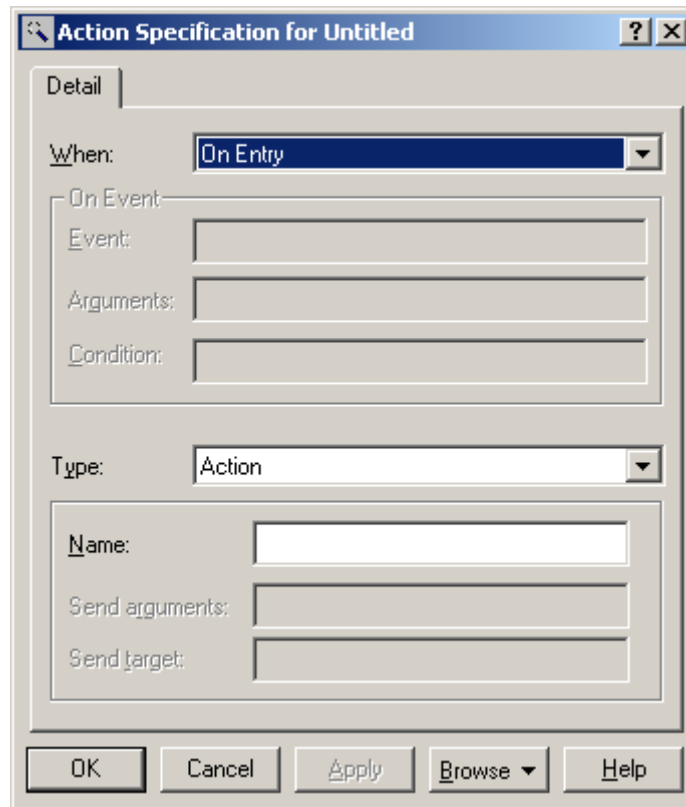 Action Specification for Untitled
Detail
When: On Entry
On Event
Event:
Arguments:
Condition:
Type: Action
Name:
Send arguments:
Send target:
OK Cancel Apply Browse Help